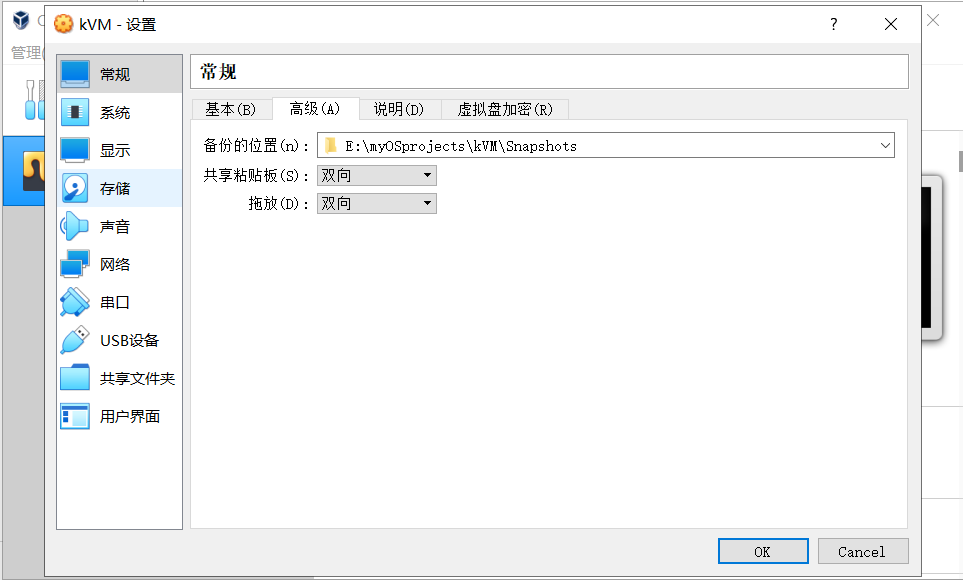 kVM - 设置
?
管理(
常规
系统
显示
存储
声音
网络
串口
USB设备
共享文件夹
用户界面
常规
基本(B) 高级(A) 说明(D) 虚拟盘加密(R)
备份的位置(n): E:\myOSprojects\kVM\Snapshots
共享粘贴板(S): 双向
拖放(D): 双向
OK Cancel